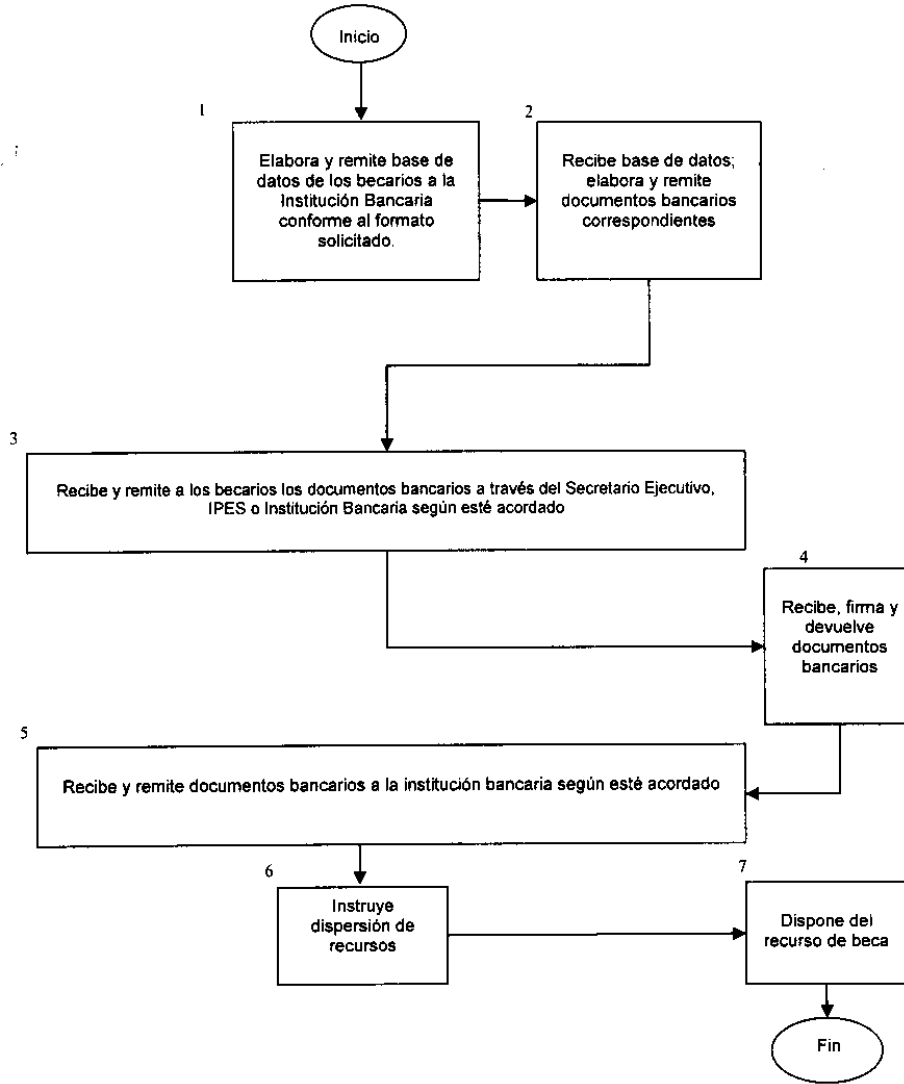 Inicio
1
Elabora y remite base de
datos de los becarios a la
Institución Bancaria
conforme al formato
solicitado.
2
Recibe base de datos;
elabora y remite
documentos bancarios
correspondientes
3
Recibe y remite a los becarios los documentos bancarios a través del Secretario Ejecutivo,
IPES o Institución Bancaria según esté acordado
4
Recibe, firma y
devuelve
documentos
bancarios
5
Recibe y remite documentos bancarios a la institución bancaria según esté acordado
6
Instruye
dispersión de
recursos
7
Dispone del
recurso de beca
Fin